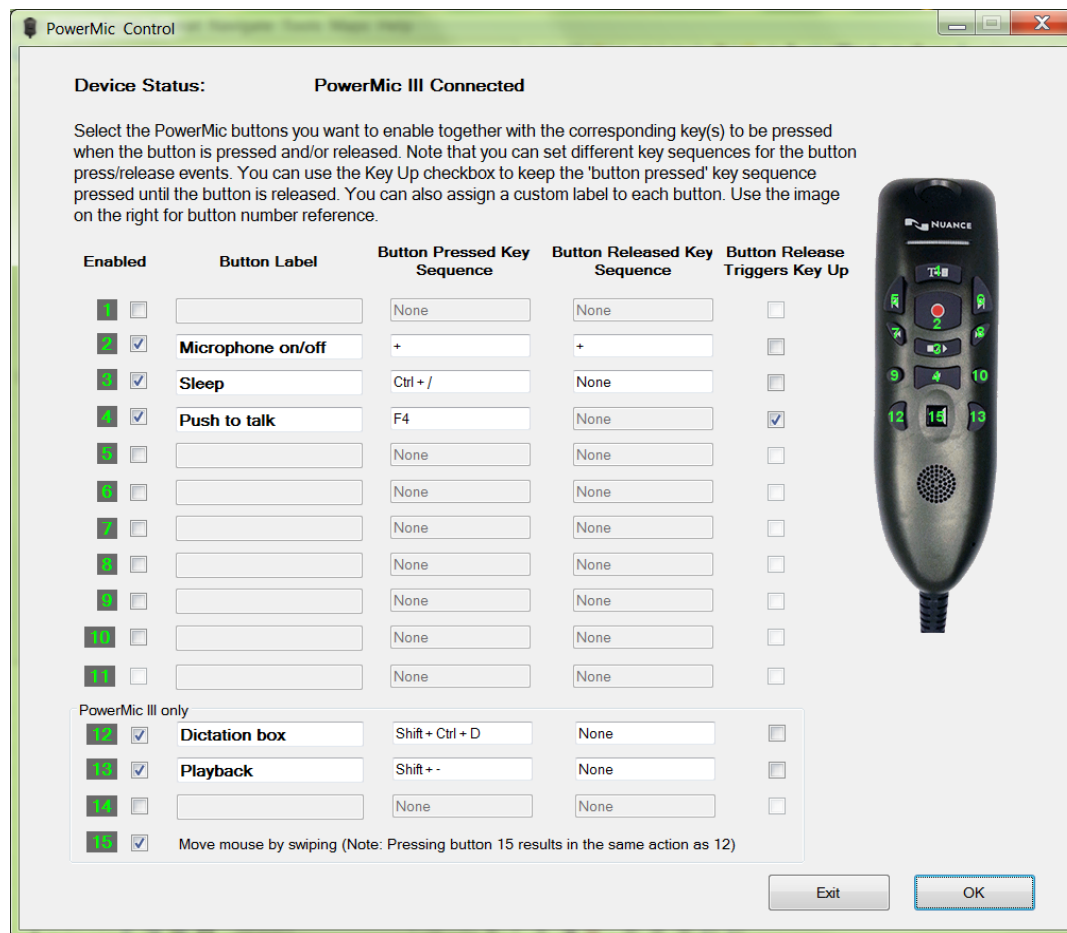 PowerMic Control
Device Status: PowerMic III Connected
Select the PowerMic buttons you want to enable together with the corresponding key(s) to be pressed
when the button is pressed and/or released. Note that you can set different key sequences for the button
press/release events. You can use the Key Up checkbox to keep the 'button pressed' key sequence
pressed until the button is released. You can also assign a custom label to each button. Use the image
on the right for button number reference.
Enabled Button Label Button Pressed Key Sequence Button Released Key Sequence Button Release Triggers Key Up
1 None None
2 Microphone on/off + +
3 Sleep Ctrl + / None
4 Push to talk F4 None
5 None None
6 None None
7 None None
8 None None
9 None None
10 None None
11 None None
PowerMic III only
12 Dictation box Shift + Ctrl + D None
13 Playback Shift + - None
14 None None
15 Move mouse by swiping (Note: Pressing button 15 results in the same action as 12)
Exit OK
NUANCE
2
3
9 10
12 15 13